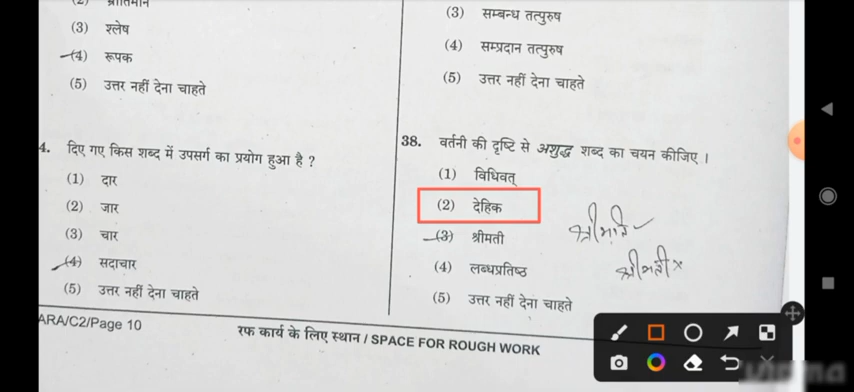 (3) श्लेष
(4) रूपक
(5) उत्तर नहीं देना चाहते
4. दिए गए किस शब्द में उपसर्ग का प्रयोग हुआ है ?
(1) दार
(2) जार
(3) चार
(4) सदाचार
(5) उत्तर नहीं देना चाहते
ARA/C2/Page 10
(3) सम्बन्ध तत्पुरुष
(4) सम्प्रदान तत्पुरुष
(5) उत्तर नहीं देना चाहते
38. वर्तनी की दृष्टि से अशुद्ध शब्द का चयन कीजिए ।
(1) विधिवत्
(2) देहिक
(3) श्रीमती
(4) लब्धप्रतिष्ठ
(5) उत्तर नहीं देना चाहते
रफ कार्य के लिए स्थान / SPACE FOR ROUGH WORK